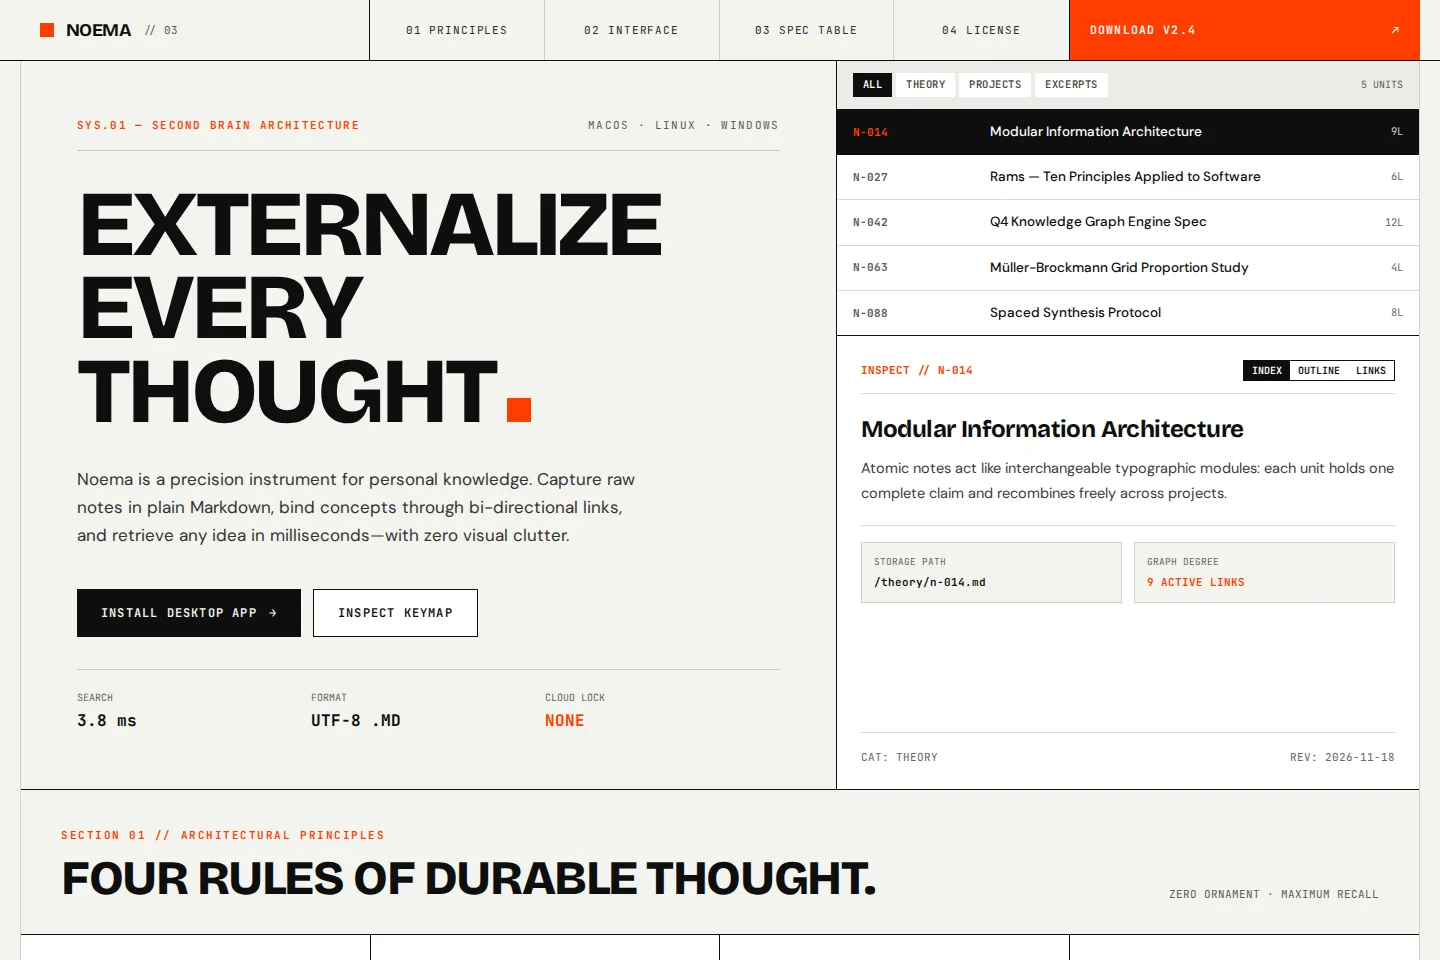 NOEMA // 03
01 PRINCIPLES
02 INTERFACE
03 SPEC TABLE
04 LICENSE
DOWNLOAD V2.4 ↗
SYS.01 — SECOND BRAIN ARCHITECTURE
MACOS · LINUX · WINDOWS
EXTERNALIZE
EVERY
THOUGHT.
Noema is a precision instrument for personal knowledge. Capture raw
notes in plain Markdown, bind concepts through bi-directional links,
and retrieve any idea in milliseconds—with zero visual clutter.
INSTALL DESKTOP APP →
INSPECT KEYMAP
SEARCH
3.8 ms
FORMAT
UTF-8 .MD
CLOUD LOCK
NONE
ALL
THEORY
PROJECTS
EXCERPTS
5 UNITS
N-014 Modular Information Architecture 9L
N-027 Rams — Ten Principles Applied to Software 6L
N-042 Q4 Knowledge Graph Engine Spec 12L
N-063 Müller-Brockmann Grid Proportion Study 4L
N-088 Spaced Synthesis Protocol 8L
INSPECT // N-014
INDEX
OUTLINE
LINKS
Modular Information Architecture
Atomic notes act like interchangeable typographic modules: each unit holds one
complete claim and recombines freely across projects.
STORAGE PATH
/theory/n-014.md
GRAPH DEGREE
9 ACTIVE LINKS
CAT: THEORY
REV: 2026-11-18
SECTION 01 // ARCHITECTURAL PRINCIPLES
FOUR RULES OF DURABLE THOUGHT.
ZERO ORNAMENT · MAXIMUM RECALL